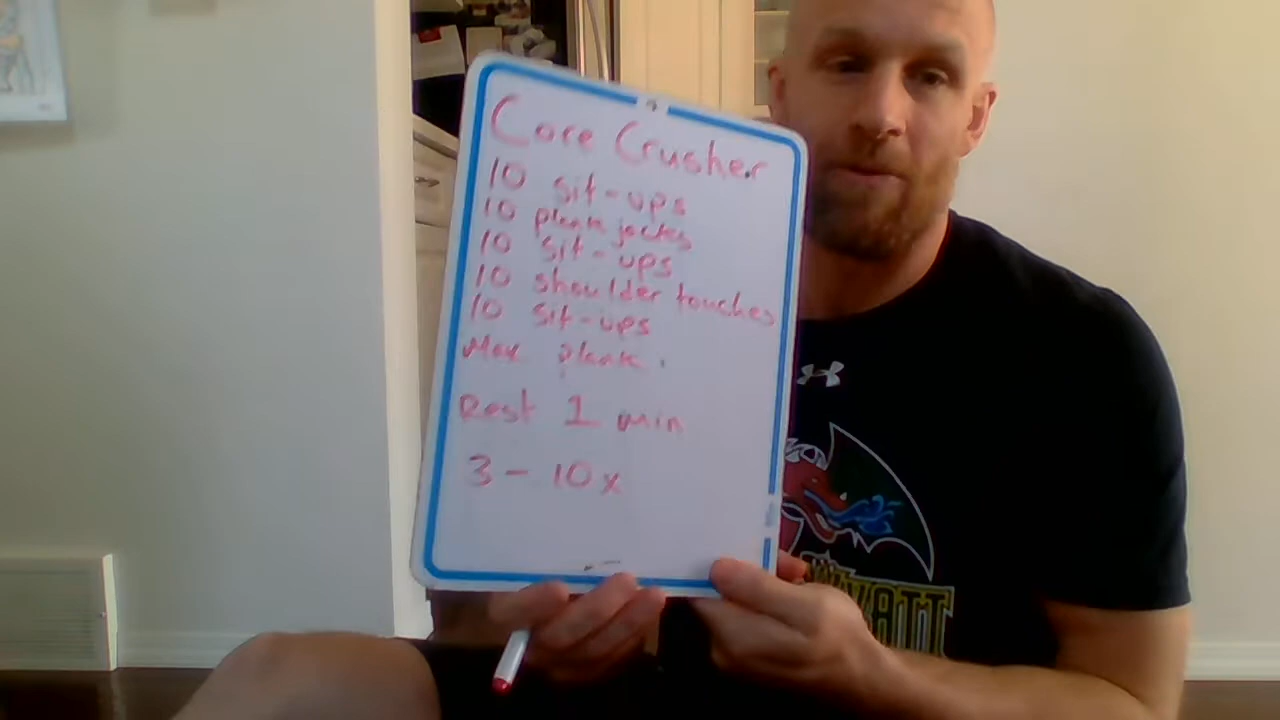 Core Crusher
10 sit-ups
10 plank jacks
10 sit-ups
10 shoulder touches
10 sit-ups
Max plank.
Rest 1 min
3 - 10x
WYATT